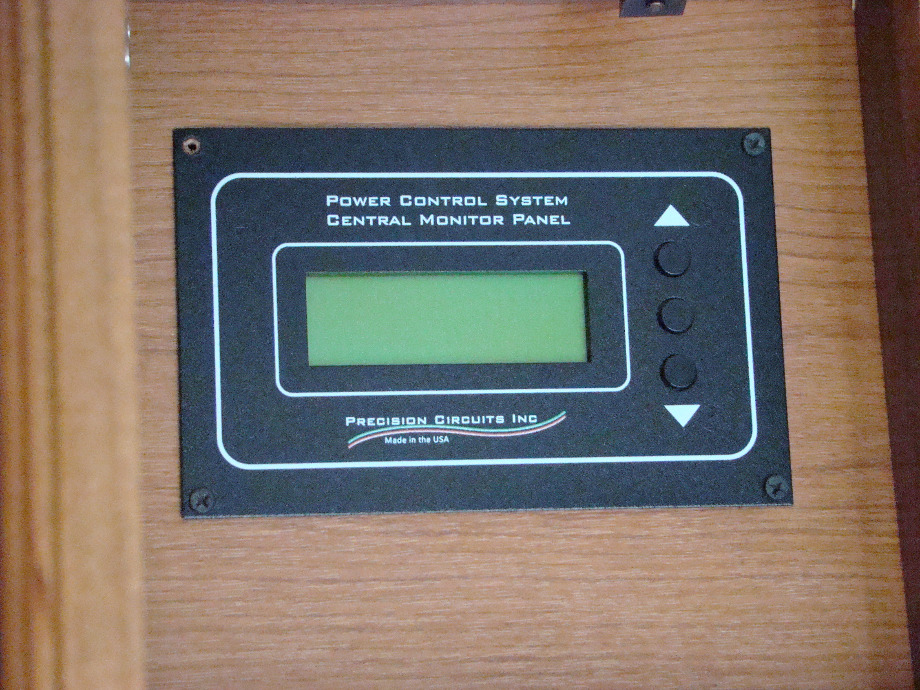 POWER CONTROL SYSTEM
CENTRAL MONITOR PANEL
PRECISION CIRCUITS INC
Made in the USA